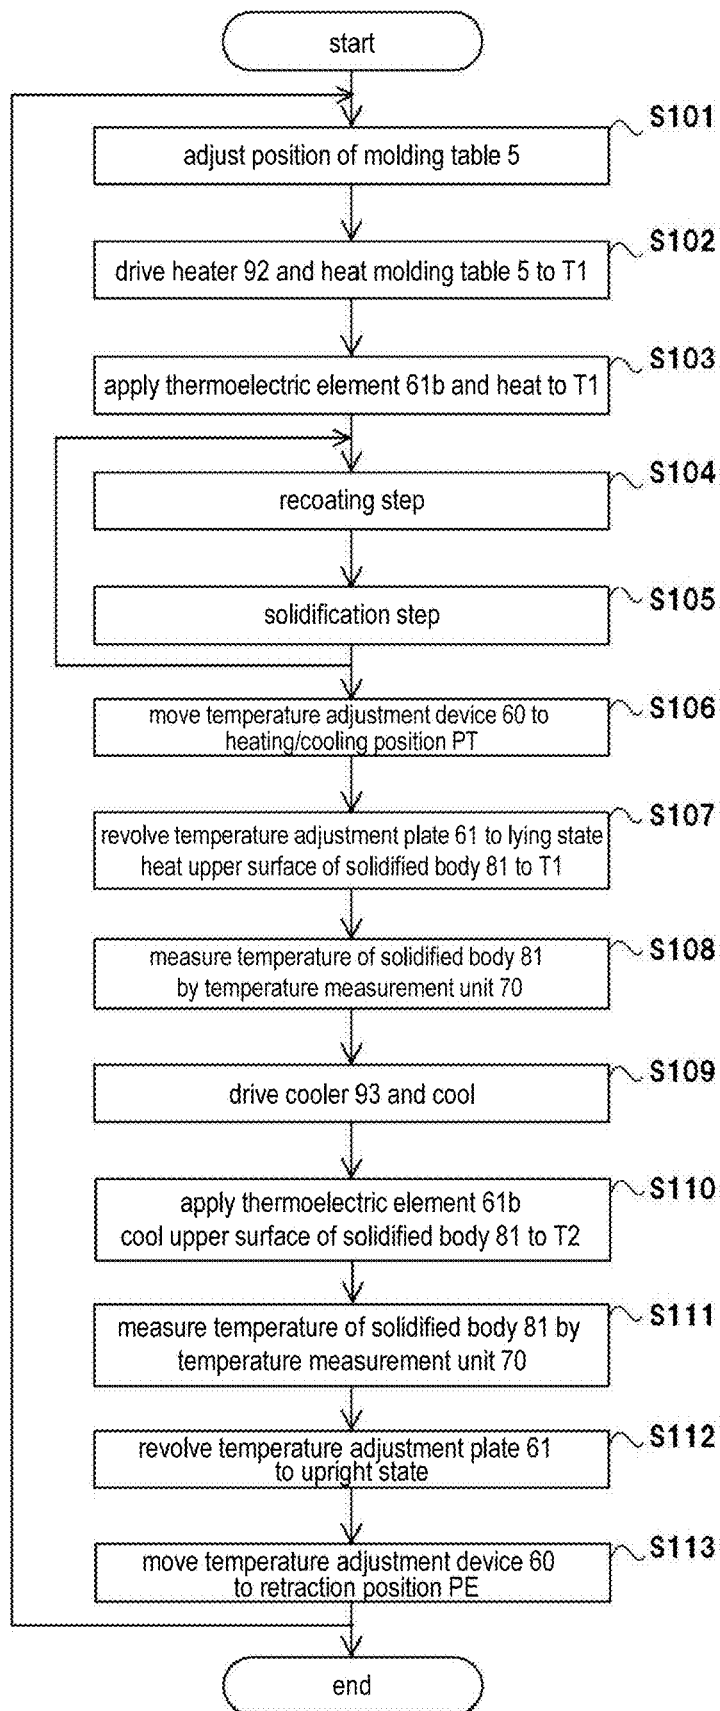 start
S101
adjust position of molding table 5
S102
drive heater 92 and heat molding table 5 to T1
S103
apply thermoelectric element 61b and heat to T1
S104
recoating step
S105
solidification step
S106
move temperature adjustment device 60 to
heating/cooling position PT
S107
revolve temperature adjustment plate 61 to lying state
heat upper surface of solidified body 81 to T1
S108
measure temperature of solidified body 81
by temperature measurement unit 70
S109
drive cooler 93 and cool
S110
apply thermoelectric element 61b
cool upper surface of solidified body 81 to T2
S111
measure temperature of solidified body 81 by
temperature measurement unit 70
S112
revolve temperature adjustment plate 61
to upright state
S113
move temperature adjustment device 60
to retraction position PE
end